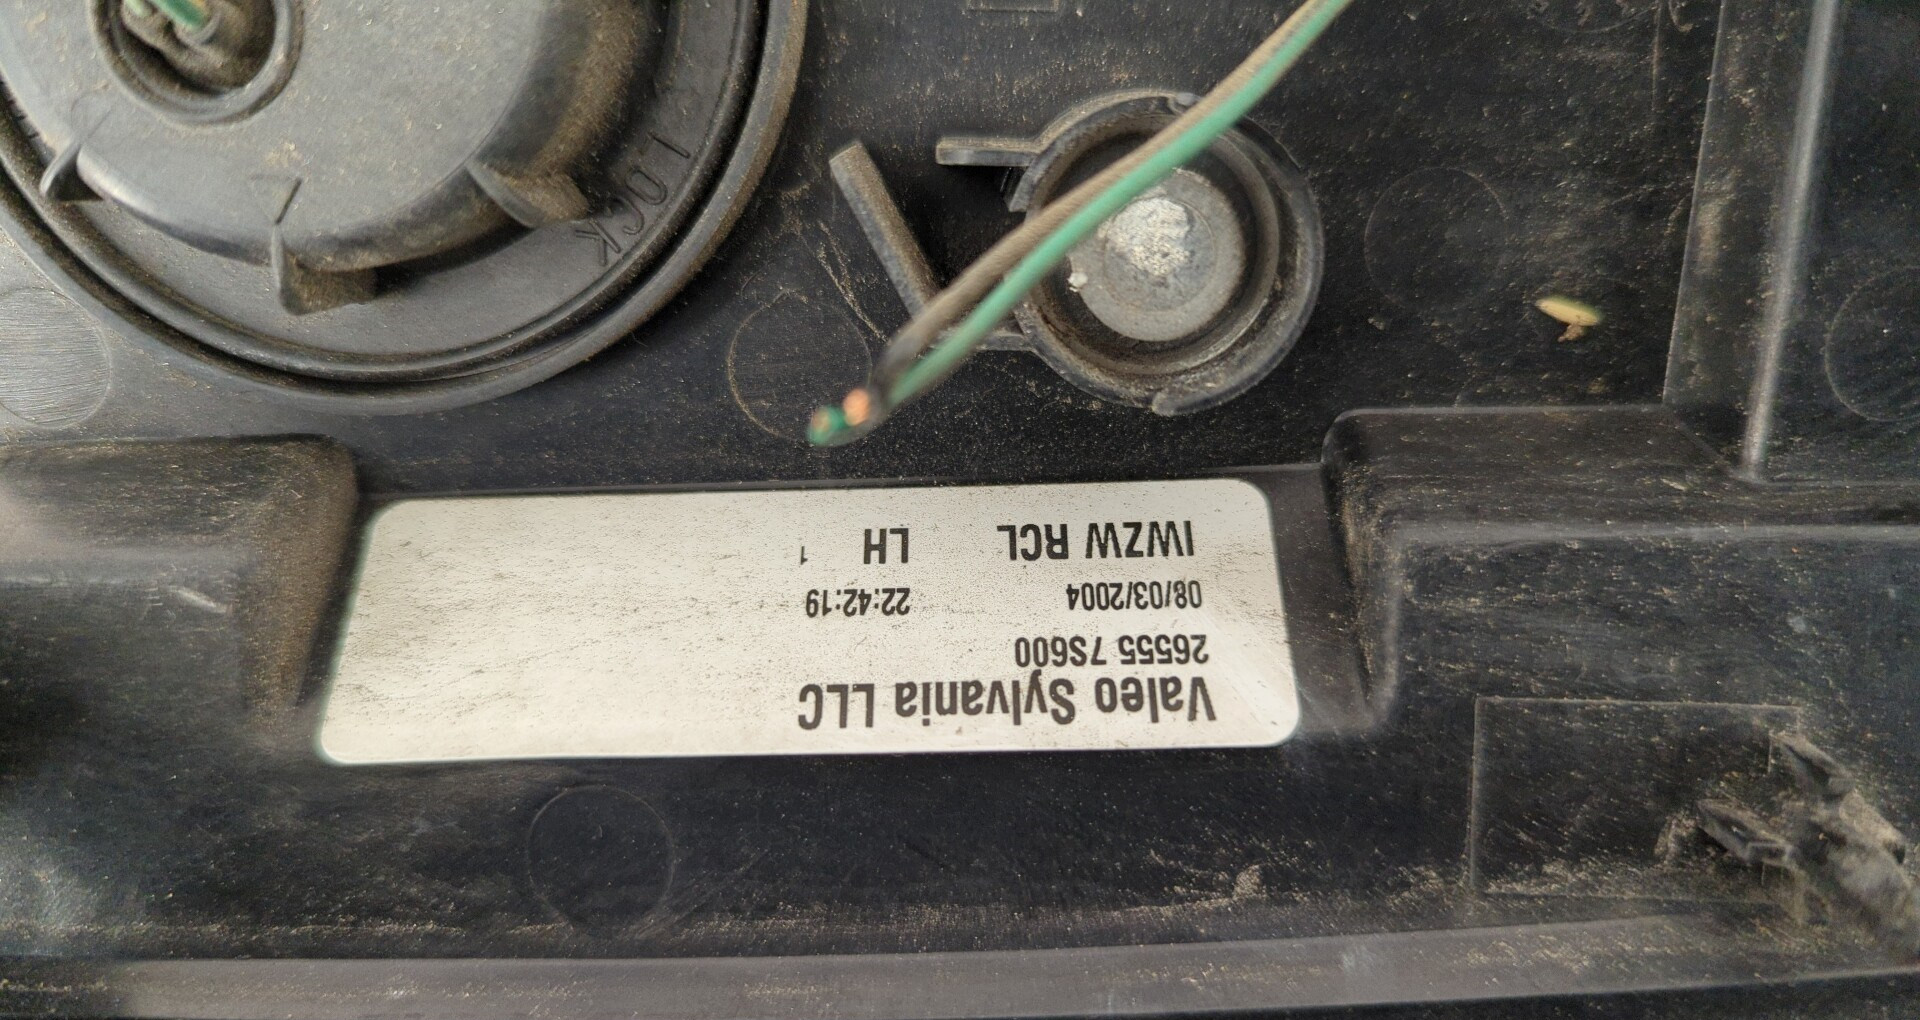 Valeo Sylvania LLC
26555 7S600
08/03/2004 22:42:19
IWZW RCL LH 1
LOCK